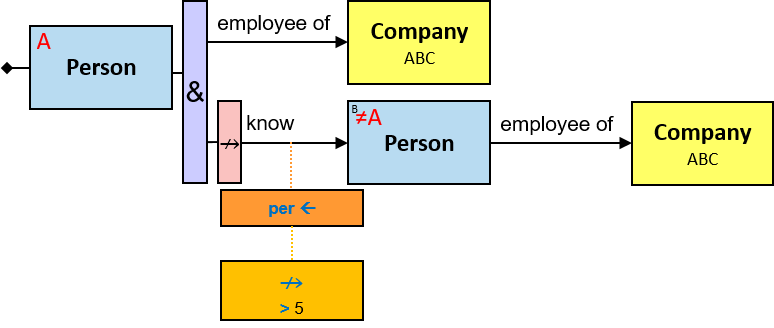 A
Person
&
employee of
Company
ABC
↛
know
B
≠A
Person
employee of
Company
ABC
per ←
↛
> 5